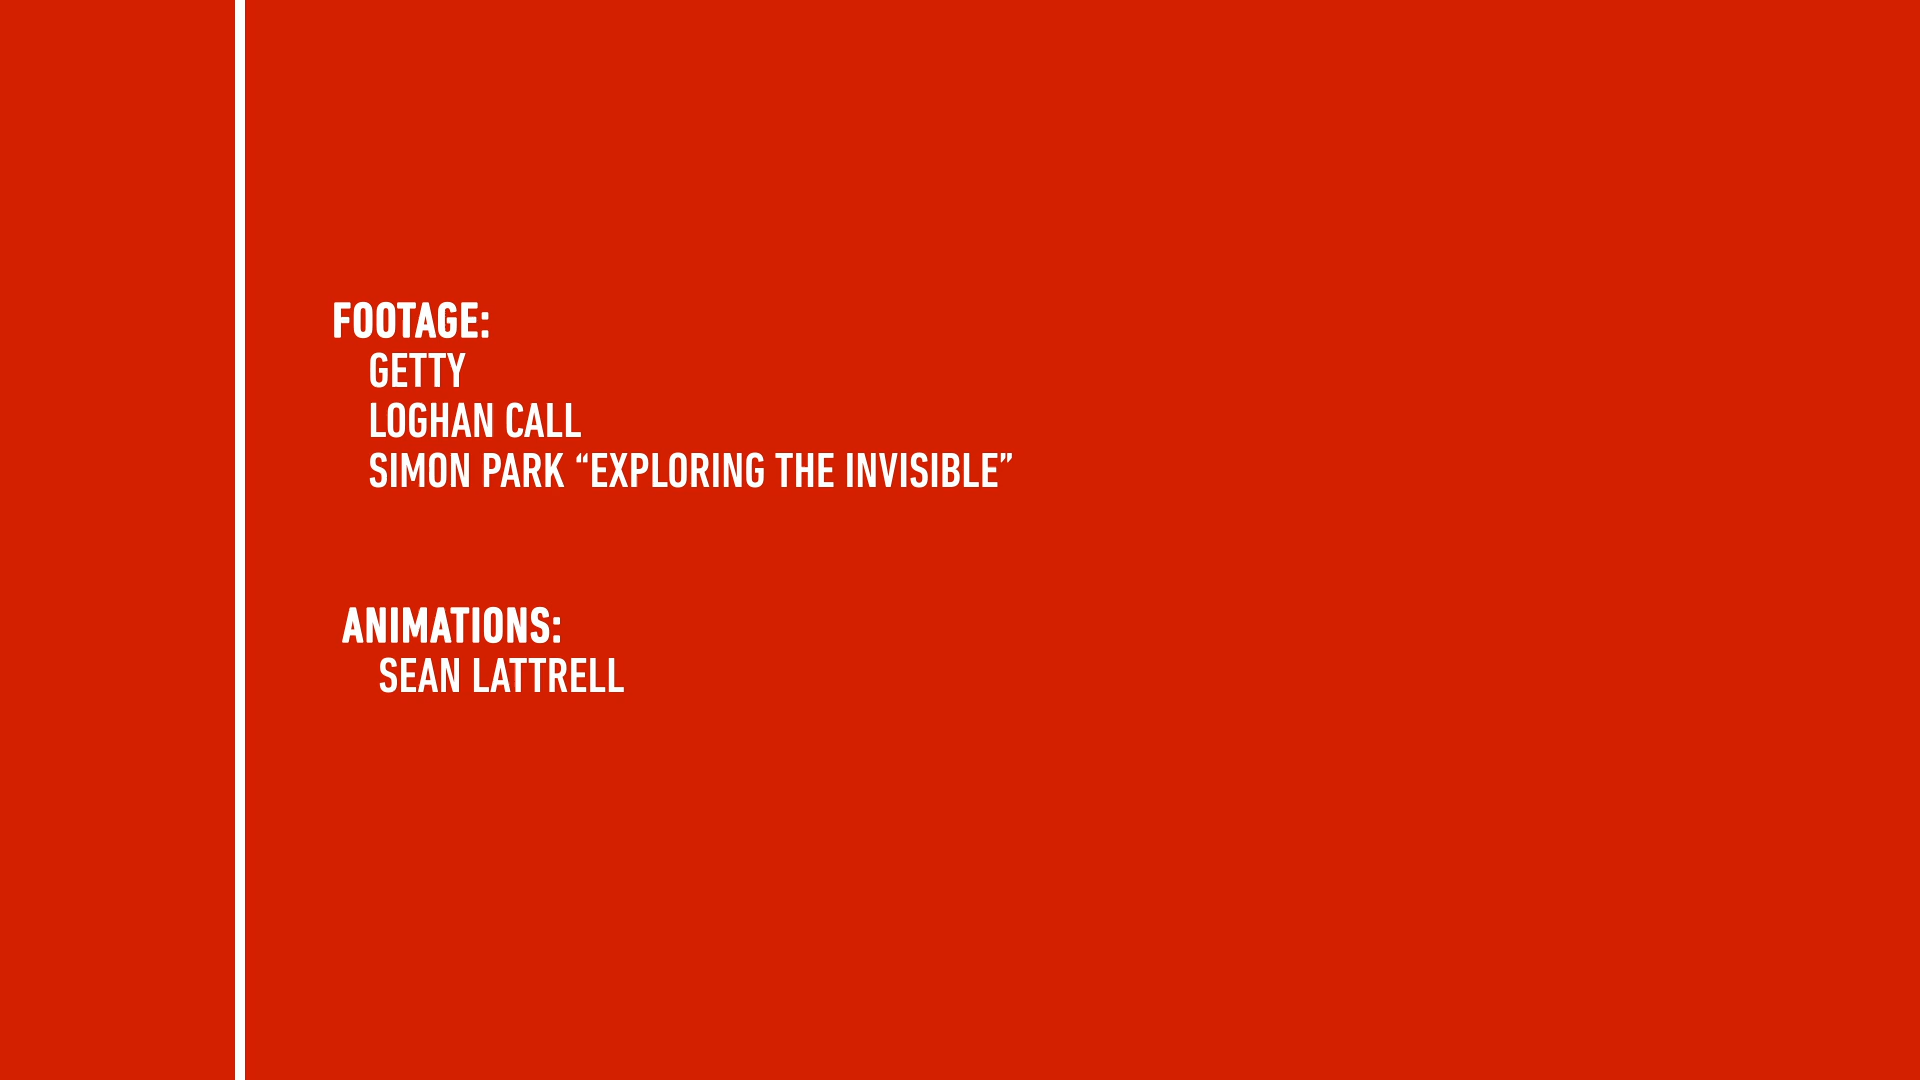 FOOTAGE:
GETTY
LOGHAN CALL
SIMON PARK “EXPLORING THE INVISIBLE”
ANIMATIONS:
SEAN LATTRELL